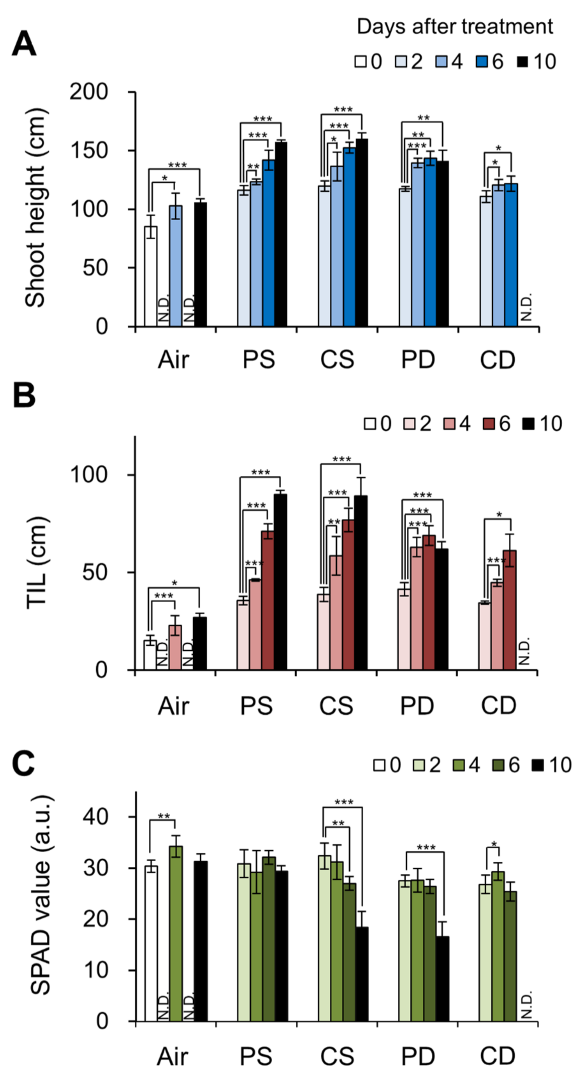 Days after treatment
A
0 2 4 6 10
Shoot height (cm)
200
150
100
50
0
* ***
** *** ***
* *** ***
*** ** **
* *
N.D. N.D. N.D.
Air PS CS PD CD
B
0 2 4 6 10
TIL (cm)
100
50
0
*** *
*** *** ***
** *** ***
*** *** ***
*** *
N.D. N.D. N.D.
Air PS CS PD CD
C
0 2 4 6 10
SPAD value (a.u.)
40
30
20
10
0
**
** ***
***
*
N.D. N.D. N.D.
Air PS CS PD CD